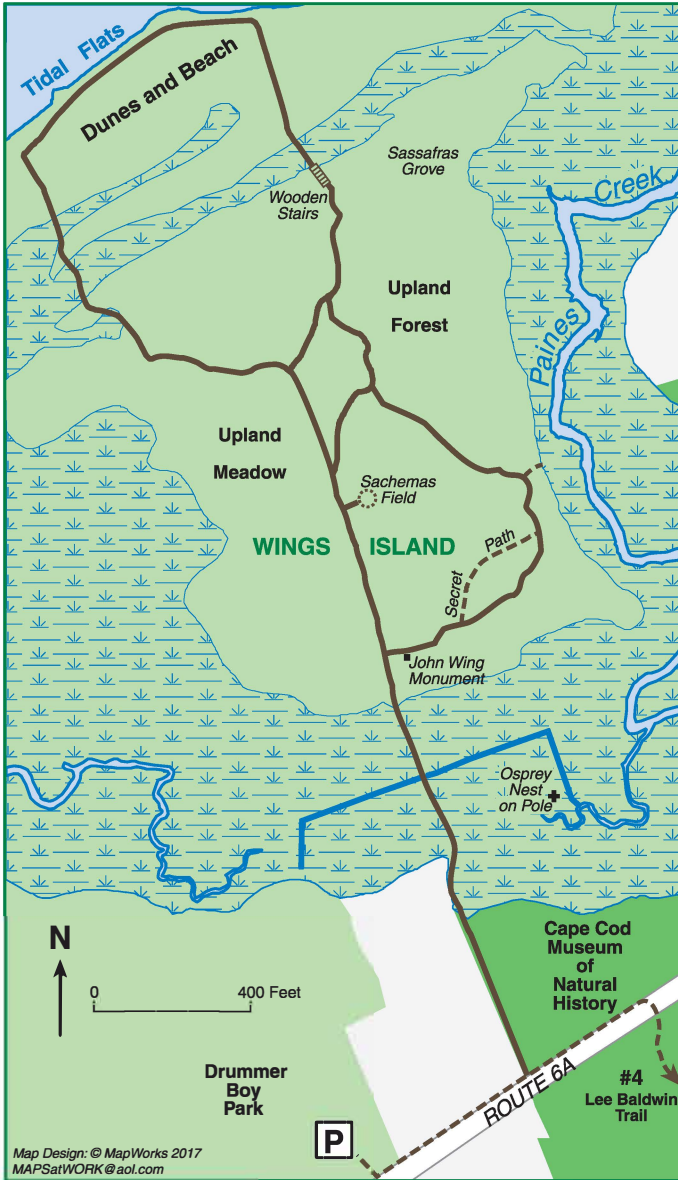 Tidal Flats
Dunes and Beach
Sassafras
Grove
Wooden
Stairs
Creek
Paines
Upland
Forest
Upland
Meadow
Sachemas
Field
WINGS ISLAND
Secret Path
John Wing
Monument
Osprey
Nest
on Pole
N
0 400 Feet
Cape Cod
Museum
of
Natural
History
Drummer
Boy
Park
P
ROUTE 6A
#4
Lee Baldwin
Trail
Map Design: © MapWorks 2017
MAPSatWORK@aol.com